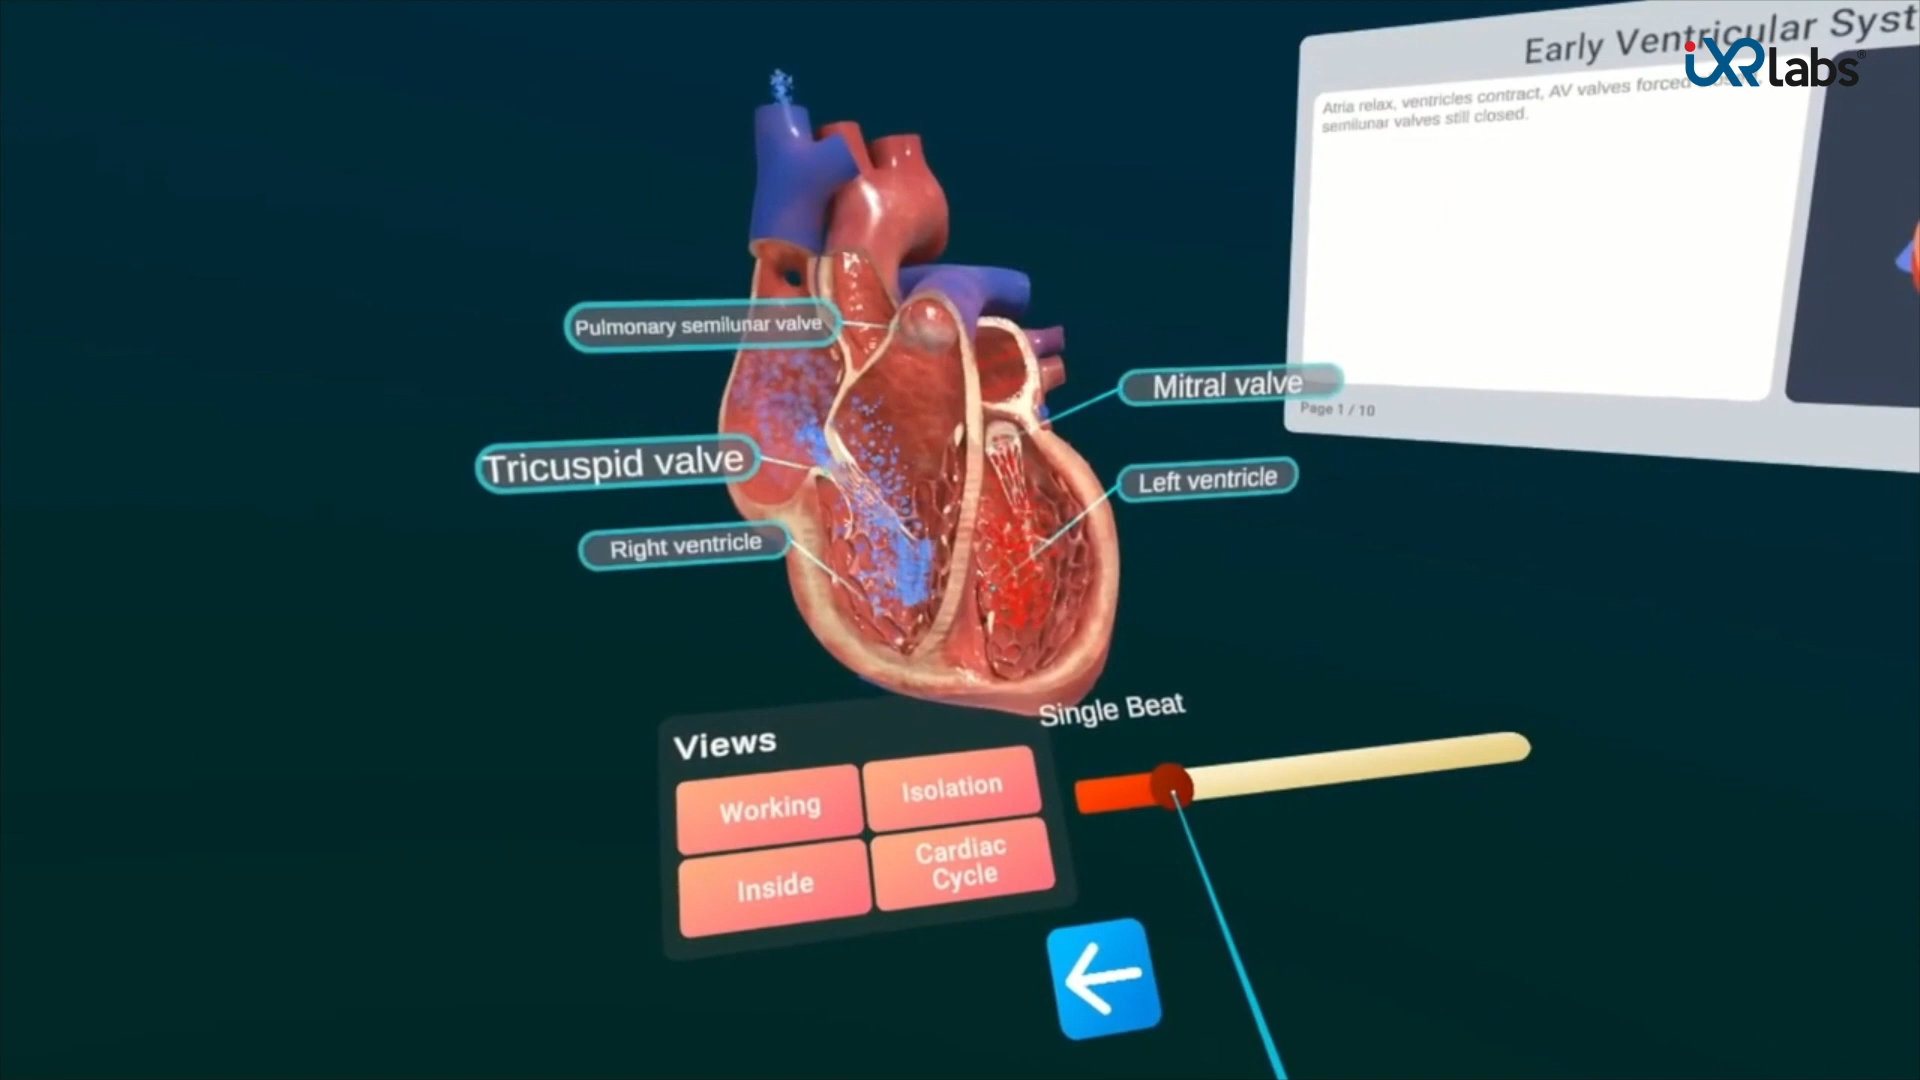 Early Ventricular Syst
iXRlabs
Atria relax, ventricles contract, AV valves forced
semilunar valves still closed.
Page 1 / 10
Pulmonary semilunar valve
Mitral valve
Tricuspid valve
Left ventricle
Right ventricle
Single Beat
Views
Working
Isolation
Inside
Cardiac
Cycle